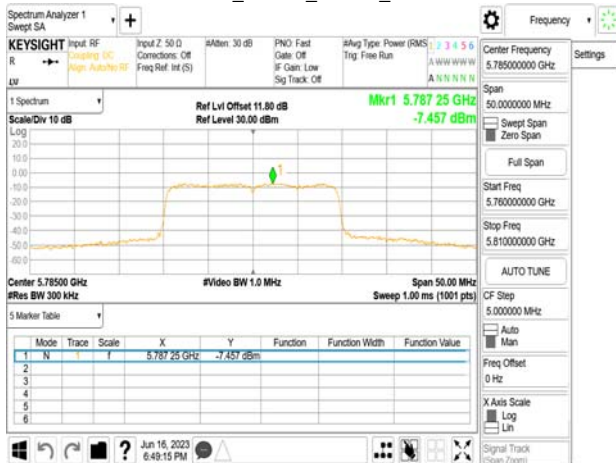 Spectrum Analyzer 1
Swept SA
+
Frequency
KEYSIGHT
R
LV
Input: RF
Coupling: DC
Align: Auto/No RF
Input Z: 50 Ω
Corrections: Off
Freq Ref: Int (S)
#Atten: 30 dB
PNO: Fast
Gate: Off
IF Gain: Low
Sig Track: Off
#Avg Type: Power (RMS)
Trig: Free Run
1 2 3 4 5 6
A W W W W W
A N N N N N
1 Spectrum
Scale/Div 10 dB
Ref Lvl Offset 11.80 dB
Ref Level 30.00 dBm
Mkr1 5.787 25 GHz
-7.457 dBm
Log
20.0
10.0
0.00
-10.0
-20.0
-30.0
-40.0
-50.0
-60.0
1
Center 5.78500 GHz
#Video BW 1.0 MHz
Span 50.00 MHz
#Res BW 300 kHz
Sweep 1.00 ms (1001 pts)
5 Marker Table
Mode Trace Scale X Y Function Function Width Function Value
1 N 1 f 5.787 25 GHz -7.457 dBm
2
3
4
5
6
?
Jun 16, 2023
6:49:15 PM
Center Frequency
5.785000000 GHz
Settings
Span
50.0000000 MHz
Swept Span
Zero Span
Full Span
Start Freq
5.760000000 GHz
Stop Freq
5.810000000 GHz
AUTO TUNE
CF Step
5.000000 MHz
Auto
Man
Freq Offset
0 Hz
X Axis Scale
Log
Lin
Signal Track
(Span Zoom)